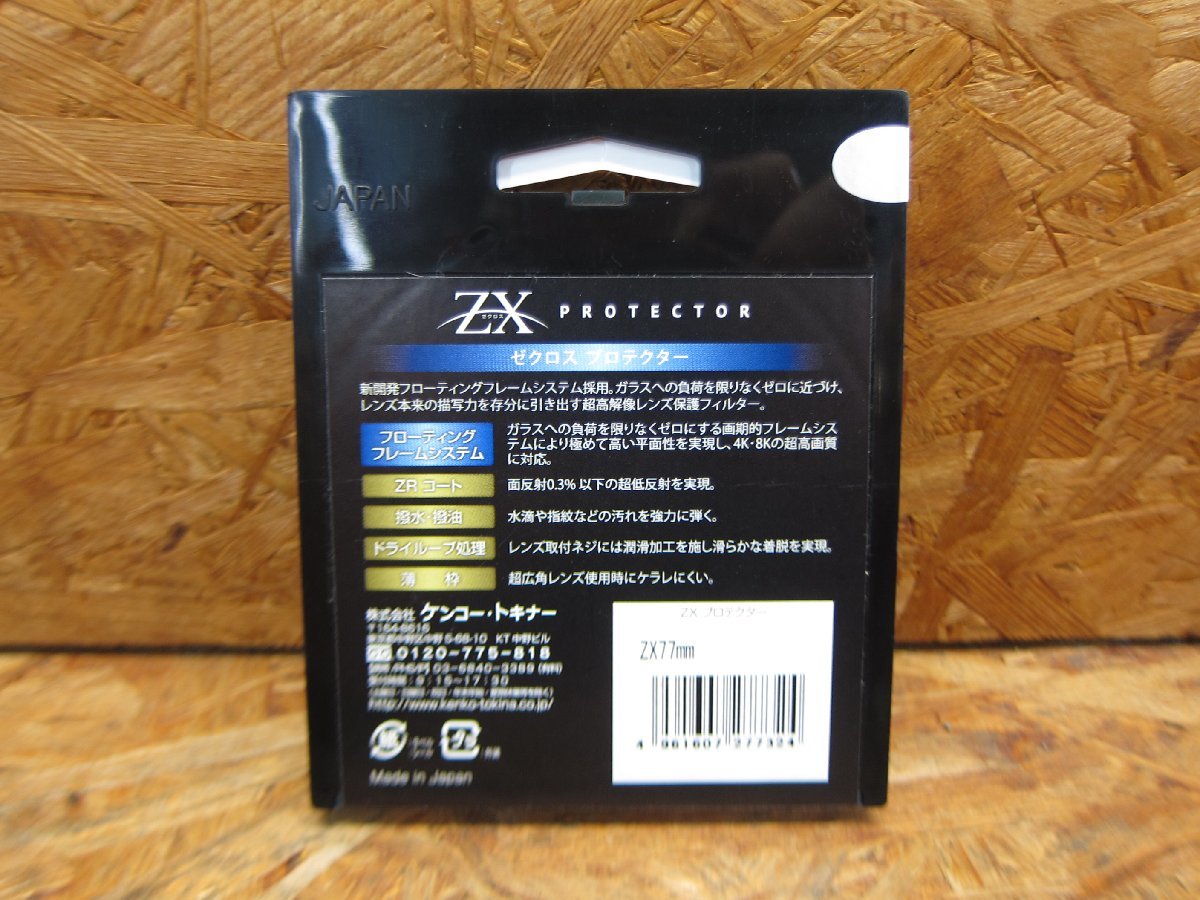 JAPAN
ZX PROTECTOR
ゼクロス
ゼクロス プロテクター
新開発フローティングフレームシステム採用。ガラスへの負荷を限りなくゼロに近づけ、
レンズ本来の描写力を存分に引き出す超高解像レンズ保護フィルター。
フローティング
フレームシステム
ガラスへの負荷を限りなくゼロにする画期的フレームシス
テムにより極めて高い平面性を実現し、4K・8Kの超高画質
に対応。
ZR コート
面反射0.3% 以下の超低反射を実現。
撥水・撥油
水滴や指紋などの汚れを強力に弾く。
ドライルーブ処理
レンズ取付ネジには潤滑加工を施し滑らかな着脱を実現。
薄 枠
超広角レンズ使用時にケラレにくい。
株式会社 ケンコー・トキナー
〒164-8616
東京都中野区中野 5-68-10 KT 中野ビル
0120-775-818
03-6840-3389
9:15-17:30
http://www.kenko-tokina.co.jp/
紙
プラ
Made in Japan
ZX プロテクター
ZX77mm
4 961607 277324